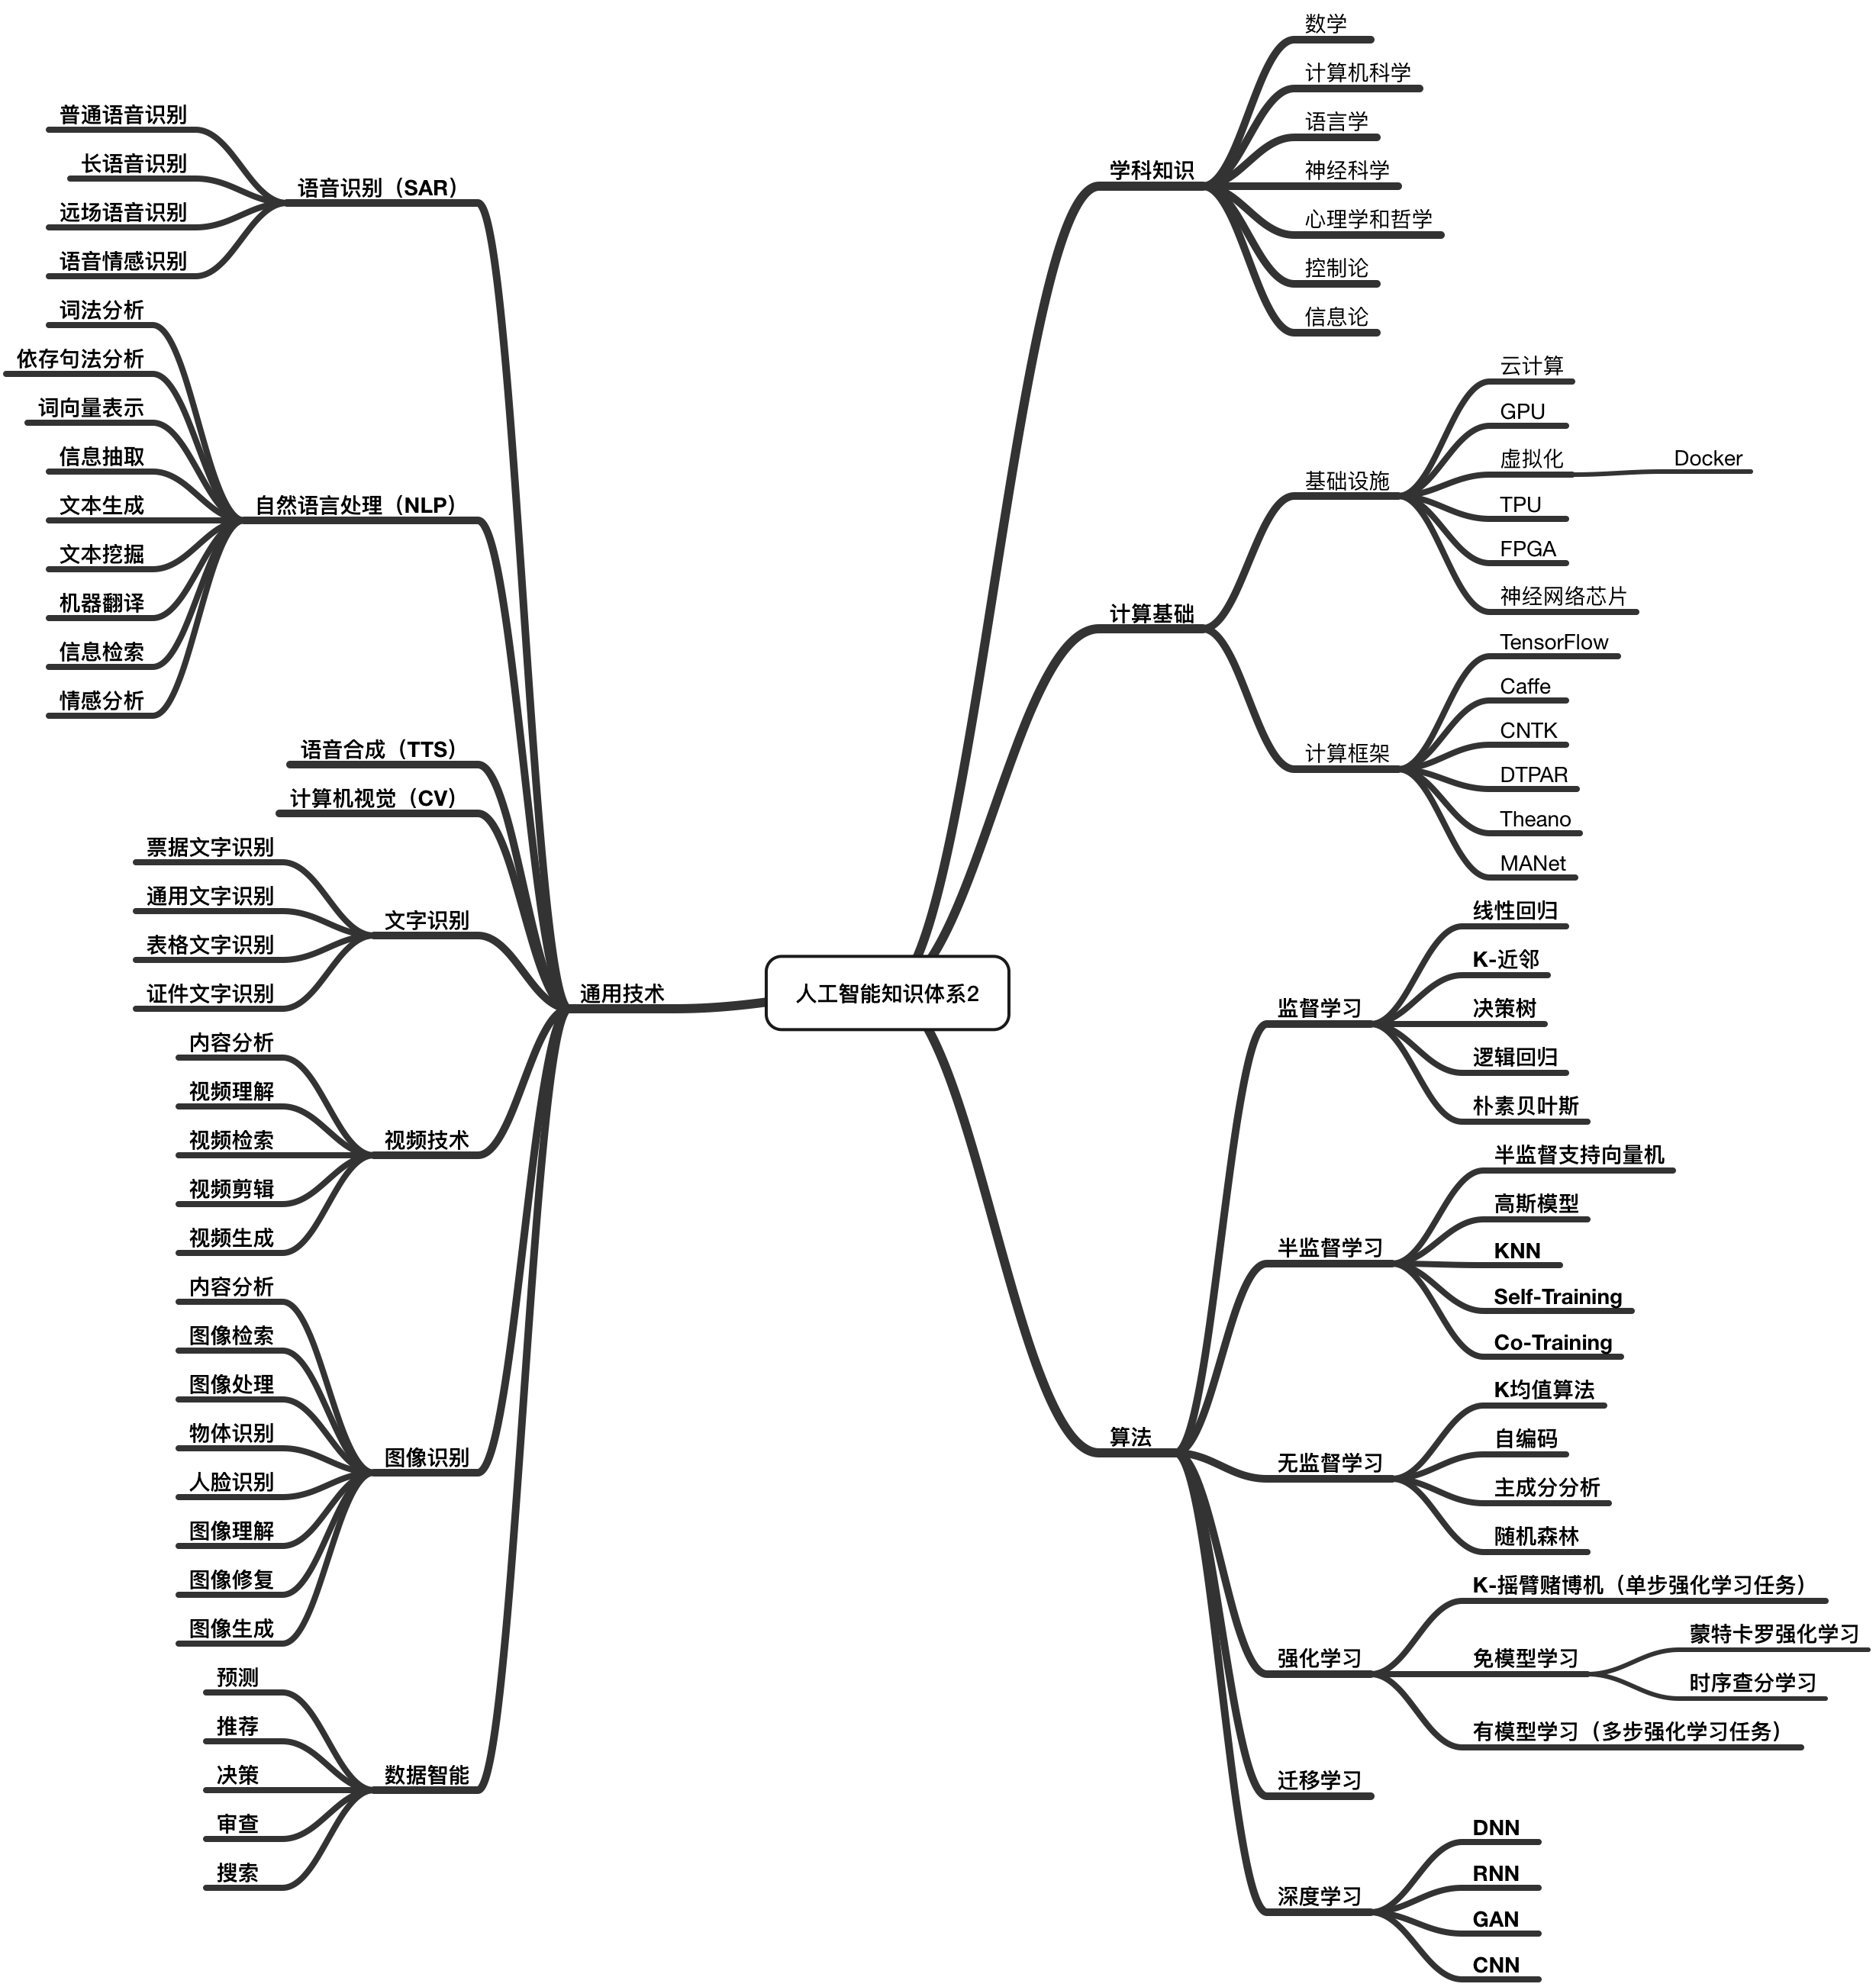 人工智能知识体系2
学科知识
数学
计算机科学
语言学
神经科学
心理学和哲学
控制论
信息论
计算基础
基础设施
云计算
GPU
虚拟化
Docker
TPU
FPGA
神经网络芯片
计算框架
TensorFlow
Caffe
CNTK
DTPAR
Theano
MANet
算法
监督学习
线性回归
K-近邻
决策树
逻辑回归
朴素贝叶斯
半监督学习
半监督支持向量机
高斯模型
KNN
Self-Training
Co-Training
无监督学习
K均值算法
自编码
主成分分析
随机森林
强化学习
K-摇臂赌博机（单步强化学习任务）
免模型学习
蒙特卡罗强化学习
时序查分学习
有模型学习（多步强化学习任务）
迁移学习
深度学习
DNN
RNN
GAN
CNN
通用技术
语音识别（SAR）
普通语音识别
长语音识别
远场语音识别
语音情感识别
自然语言处理（NLP）
词法分析
依存句法分析
词向量表示
信息抽取
文本生成
文本挖掘
机器翻译
信息检索
情感分析
语音合成（TTS）
计算机视觉（CV）
文字识别
票据文字识别
通用文字识别
表格文字识别
证件文字识别
视频技术
内容分析
视频理解
视频检索
视频剪辑
视频生成
图像识别
内容分析
图像检索
图像处理
物体识别
人脸识别
图像理解
图像修复
图像生成
数据智能
预测
推荐
决策
审查
搜索